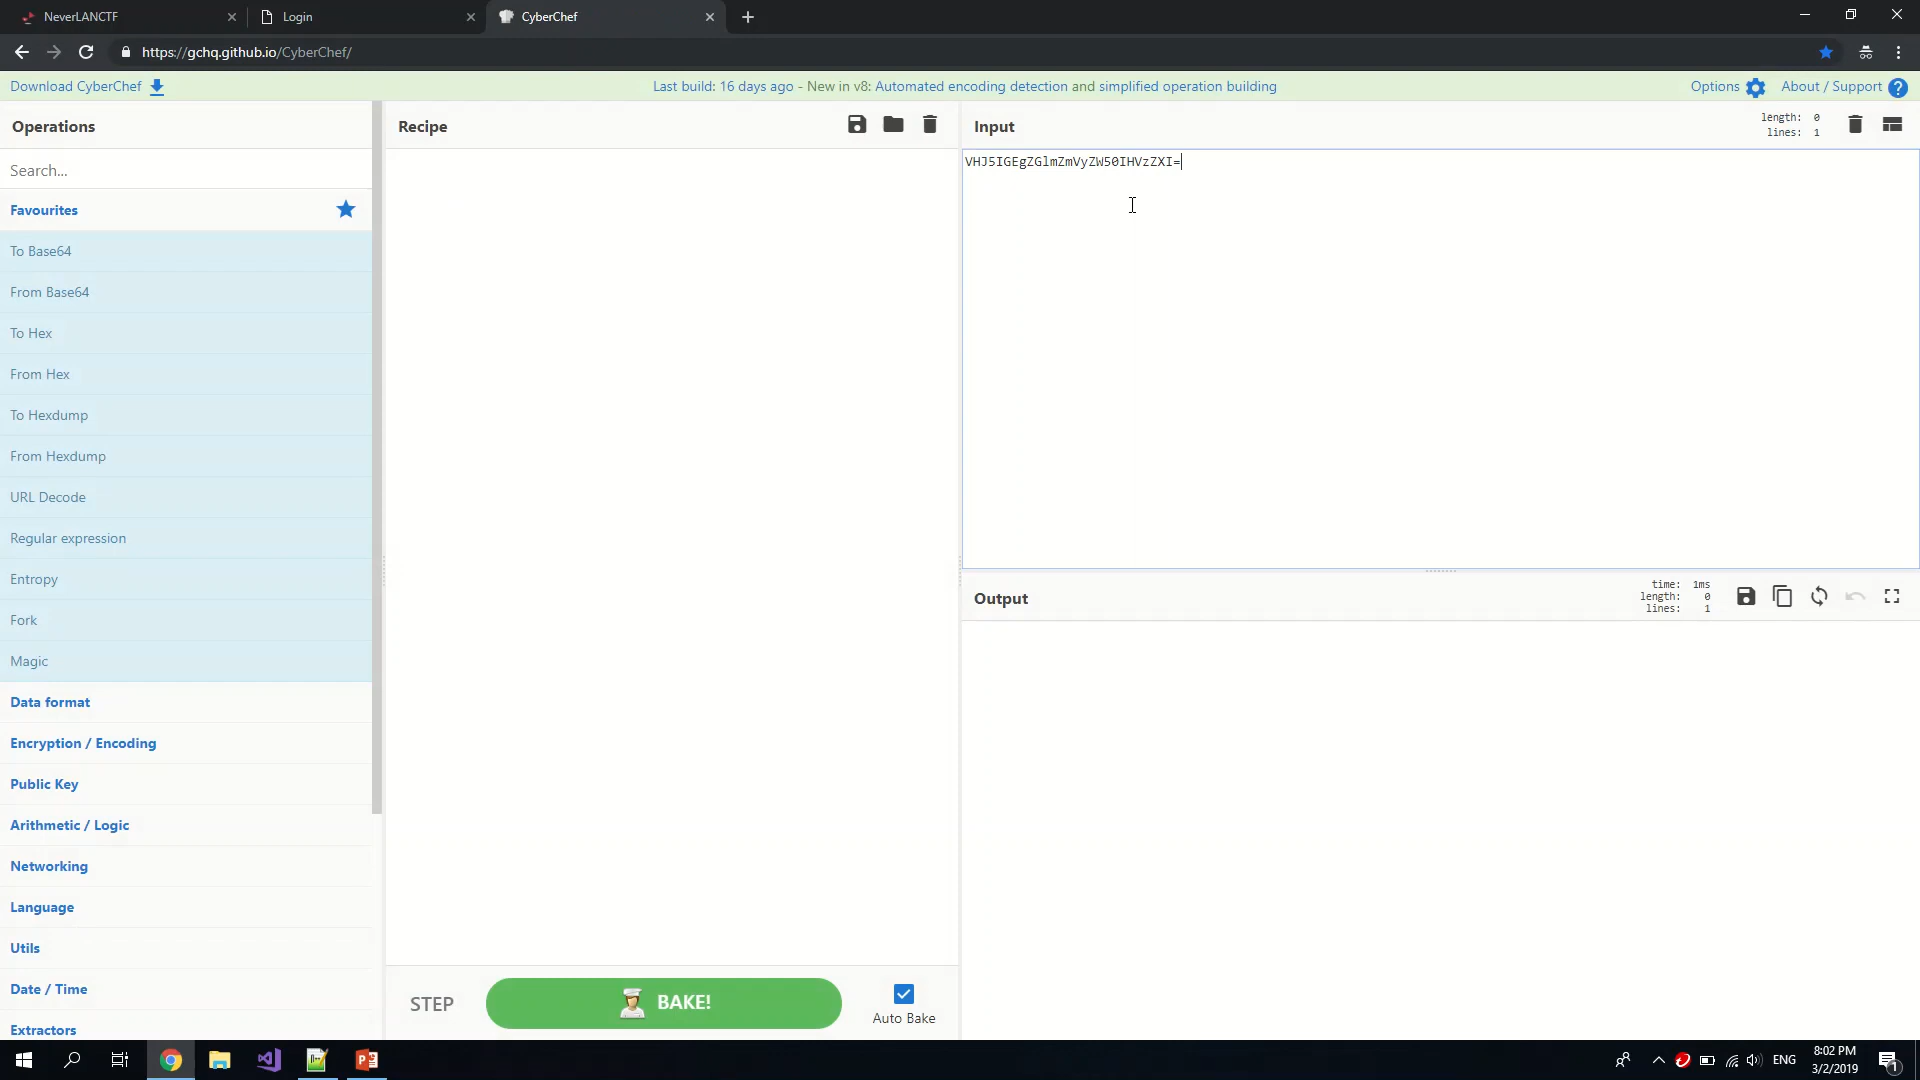 NeverLANCTF
Login
CyberChef
https://gchq.github.io/CyberChef/
Download CyberChef
Last build: 16 days ago - New in v8: Automated encoding detection and simplified operation building
Options
About / Support
Operations
Recipe
Input
length: 0
lines: 1
Search...
VHJ5IGEgZGlmZmVyZW50IHVzZXI=
Favourites
To Base64
From Base64
To Hex
From Hex
To Hexdump
From Hexdump
URL Decode
Regular expression
Entropy
Fork
Magic
Data format
Encryption / Encoding
Public Key
Arithmetic / Logic
Networking
Language
Utils
Date / Time
Extractors
Output
time: 1ms
length: 0
lines: 1
STEP
BAKE!
Auto Bake
ENG
8:02 PM
3/2/2019
1